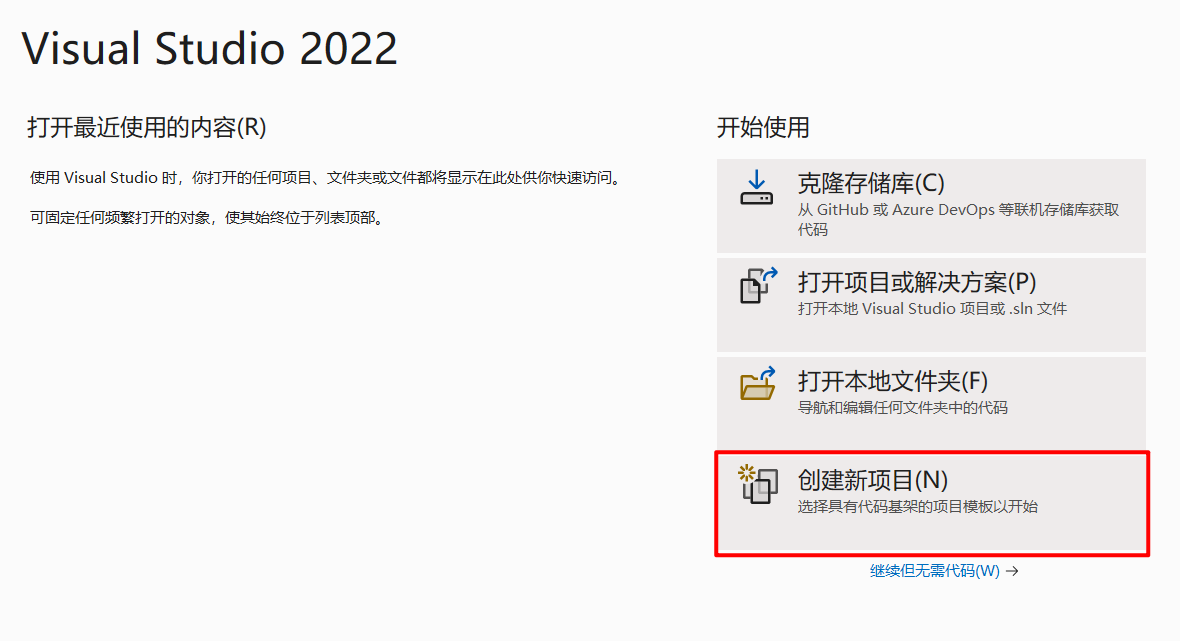 Visual Studio 2022
打开最近使用的内容(R)
使用 Visual Studio 时，你打开的任何项目、文件夹或文件都将显示在此处供你快速访问。
可固定任何频繁打开的对象，使其始终位于列表顶部。
开始使用
克隆存储库(C)
从 GitHub 或 Azure DevOps 等联机存储库获取
代码
打开项目或解决方案(P)
打开本地 Visual Studio 项目或 .sln 文件
打开本地文件夹(F)
导航和编辑任何文件夹中的代码
创建新项目(N)
选择具有代码基架的项目模板以开始
继续但无需代码(W) →